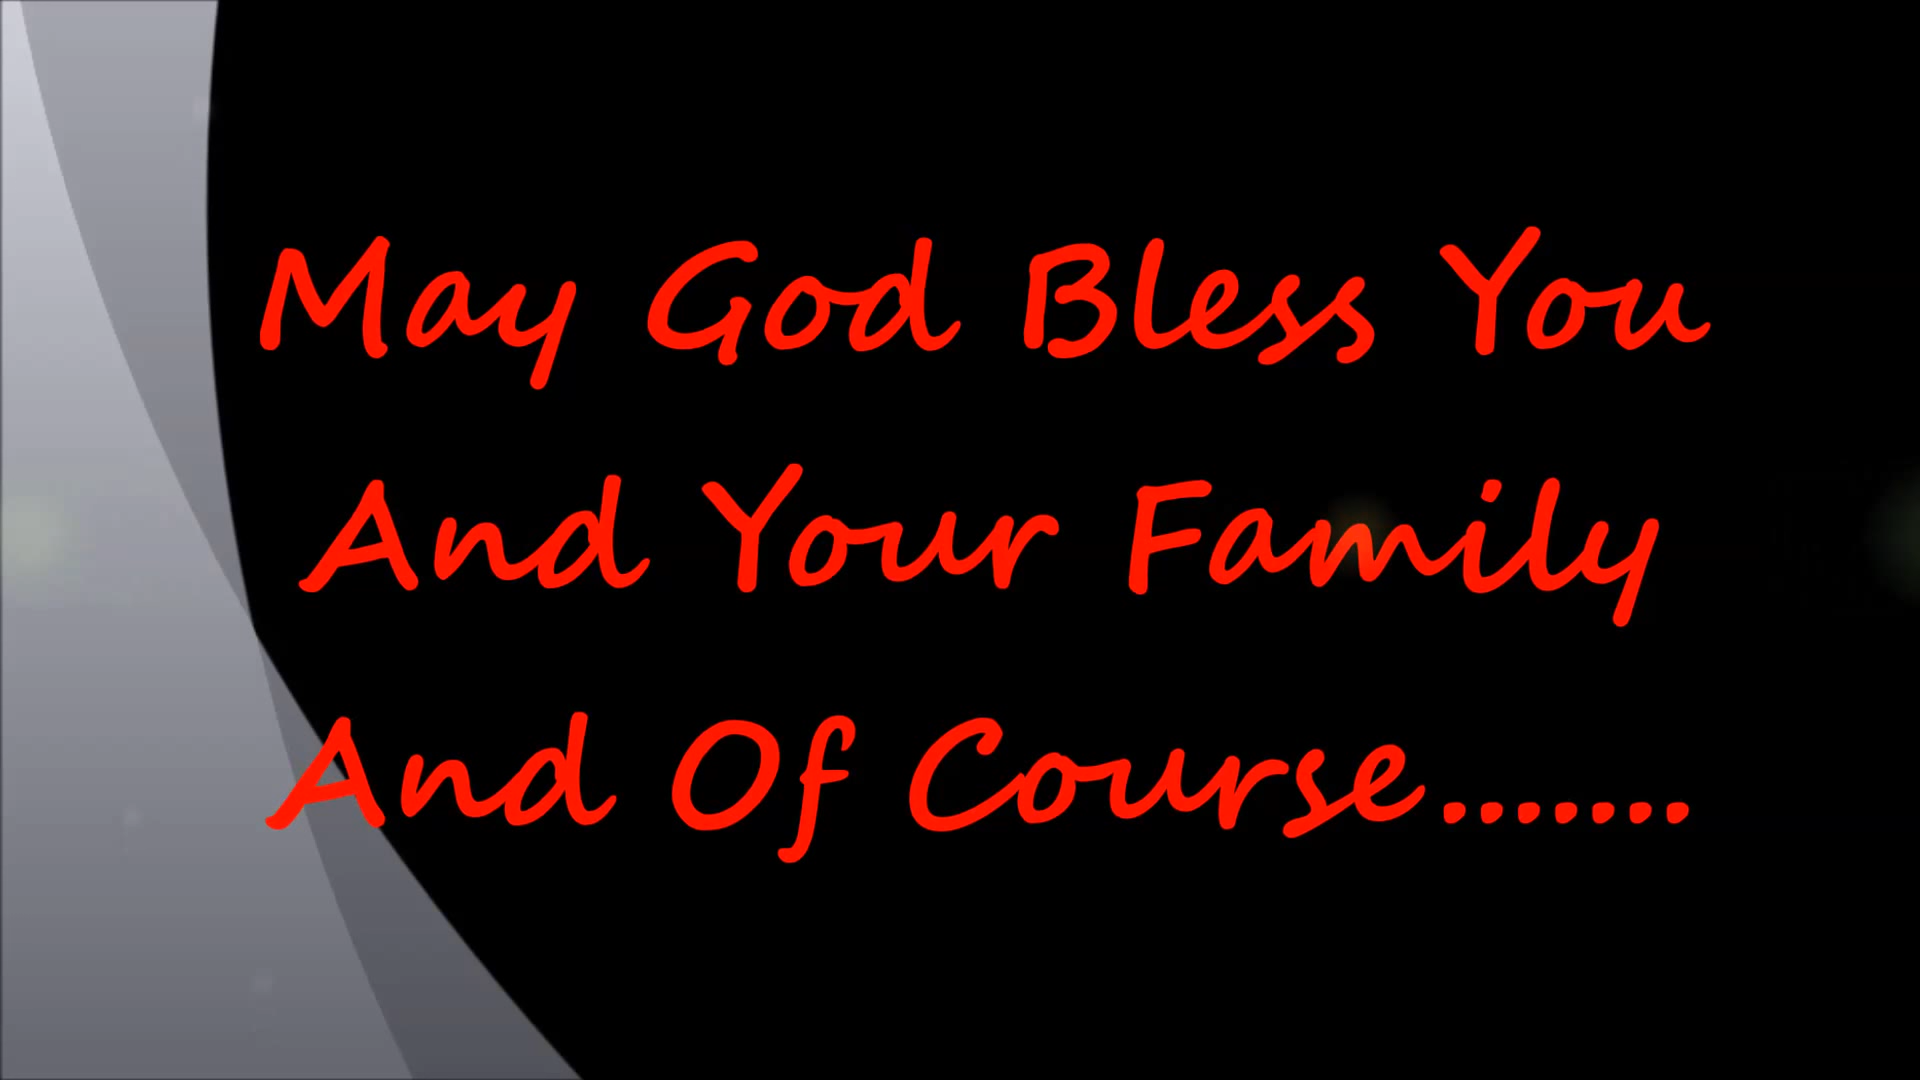 May God Bless You
And Your Family
And Of Course.......